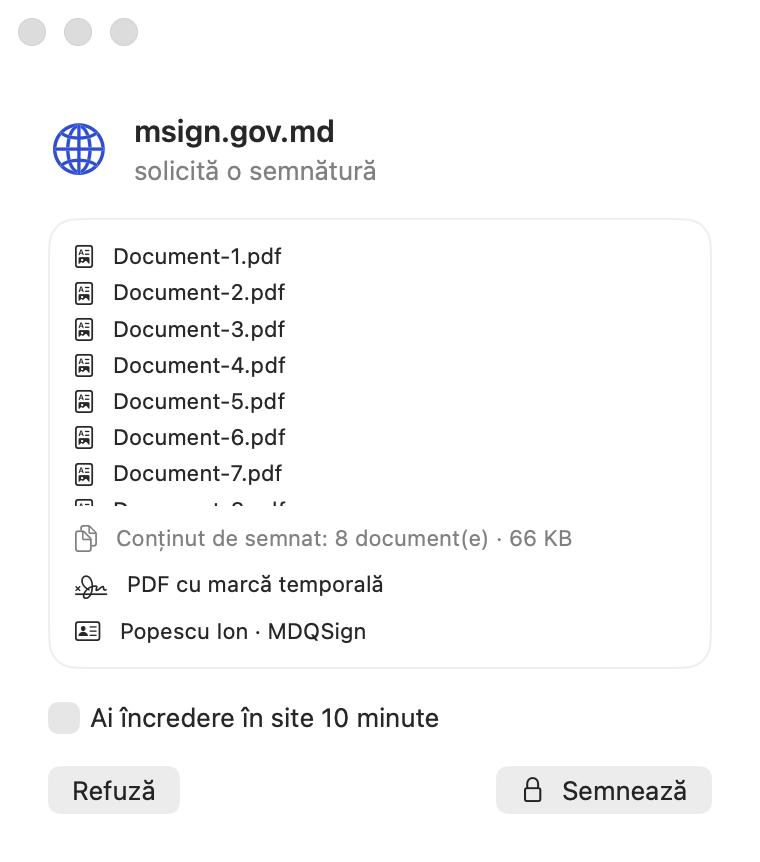 msign.gov.md
solicită o semnătură
Document-1.pdf
Document-2.pdf
Document-3.pdf
Document-4.pdf
Document-5.pdf
Document-6.pdf
Document-7.pdf
Conținut de semnat: 8 document(e) · 66 KB
PDF cu marcă temporală
Popescu Ion · MDQSign
Ai încredere în site 10 minute
Refuză
Semnează